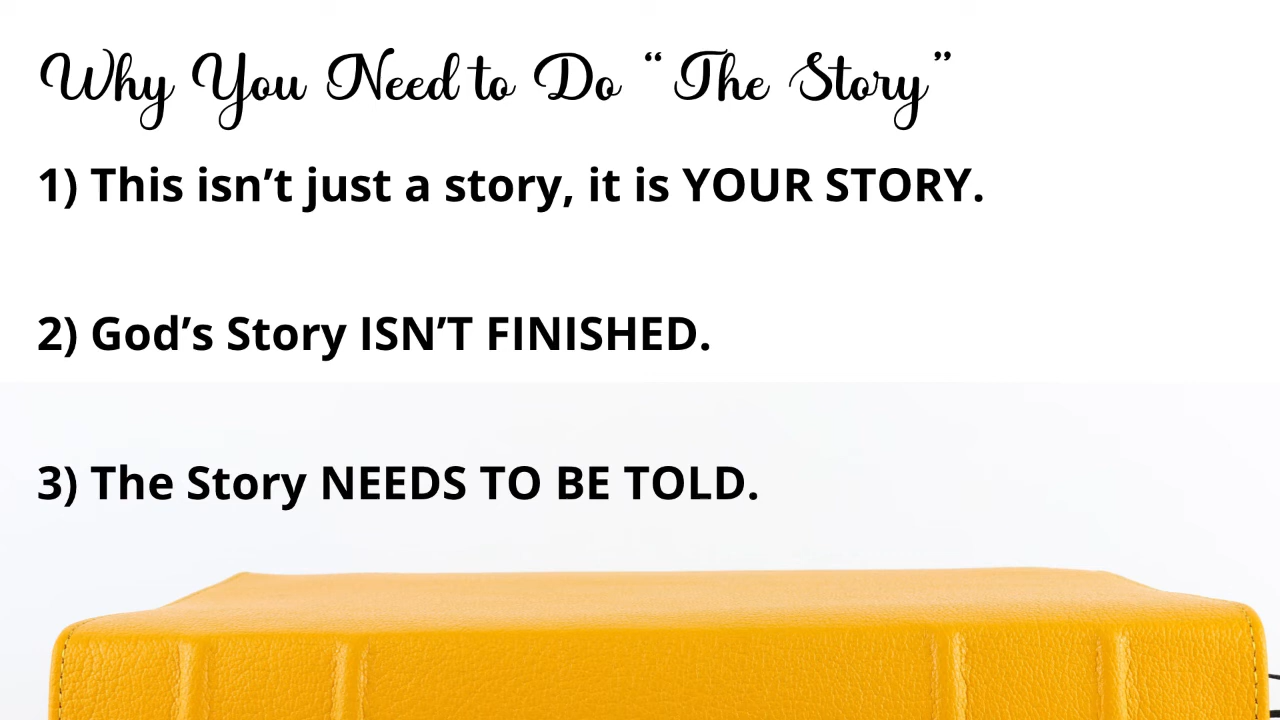 Why You Need to Do “The Story”
1) This isn’t just a story, it is YOUR STORY.
2) God’s Story ISN’T FINISHED.
3) The Story NEEDS TO BE TOLD.